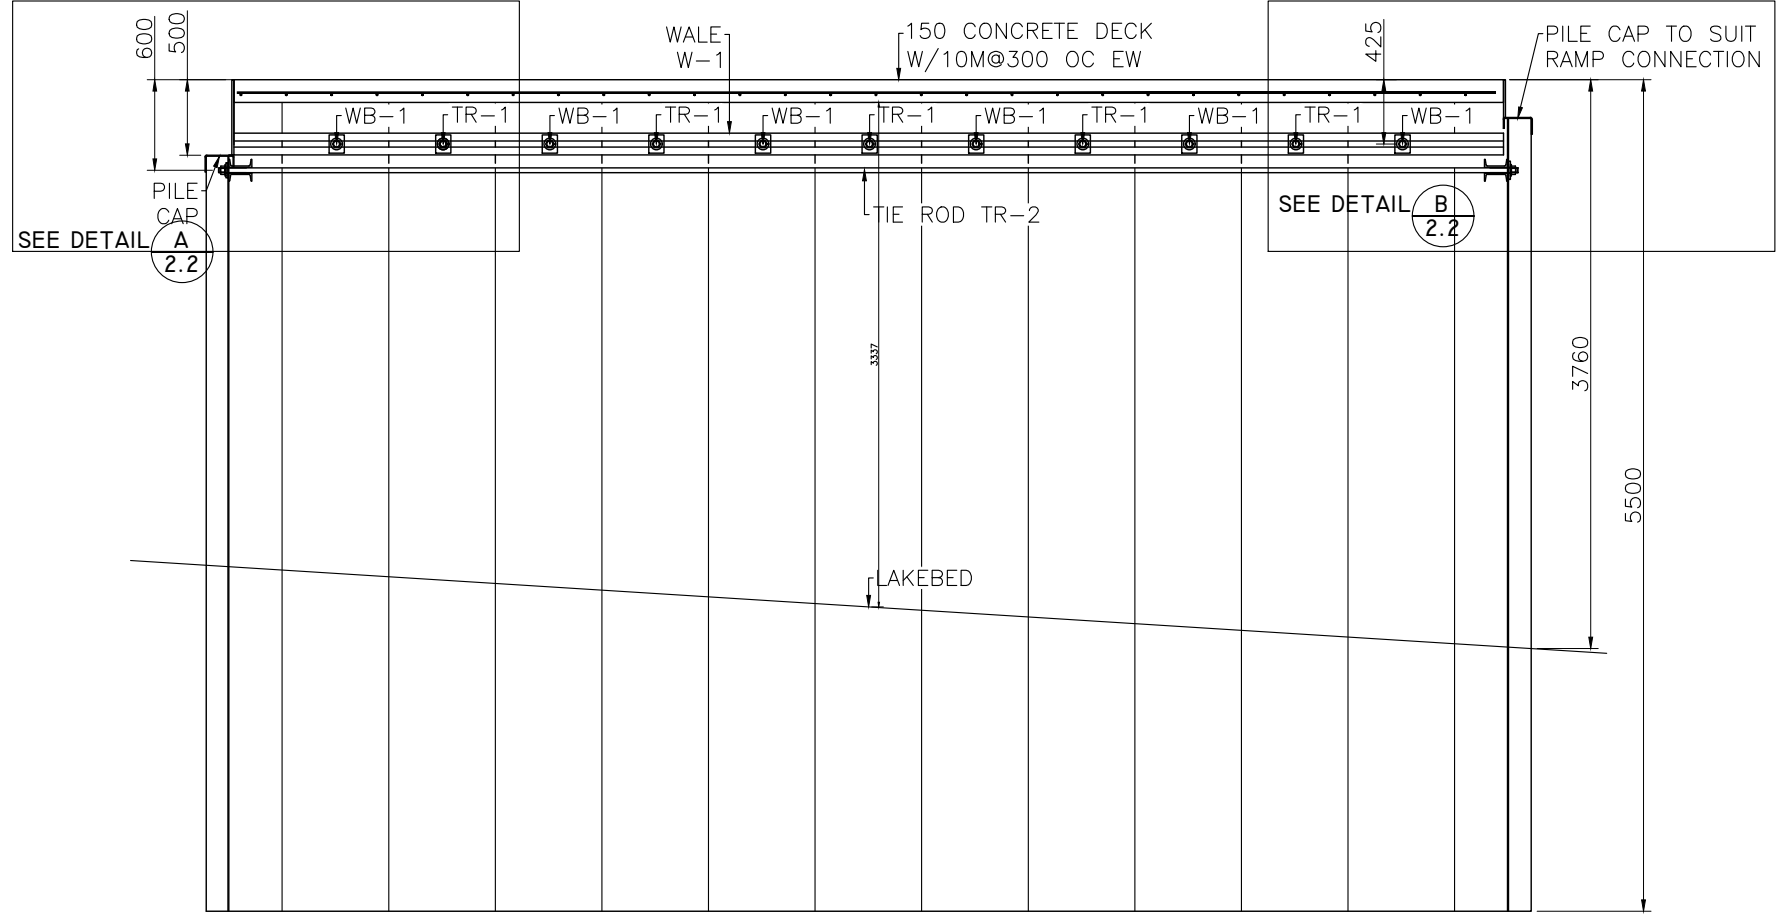 600
500
WALE
W-1
150 CONCRETE DECK
W/10M@300 OC EW
425
PILE CAP TO SUIT
RAMP CONNECTION
WB-1 TR-1 WB-1 TR-1 WB-1 TR-1 WB-1 TR-1 WB-1 TR-1 WB-1
PILE
CAP
TIE ROD TR-2
SEE DETAIL B
2.2
SEE DETAIL A
2.2
3337
3760
5500
LAKEBED